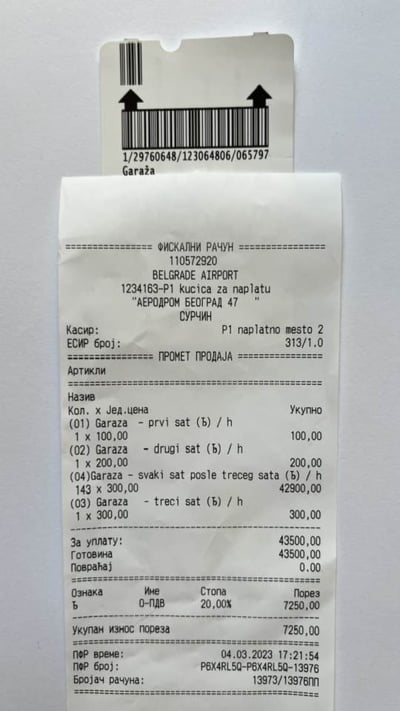 1/29760648/123064806/065797
Garaža
============ ФИСКАЛНИ РАЧУН ============
110572920
BELGRADE AIRPORT
1234163-P1 kucica za naplatu
"АЕРОДРОМ БЕОГРАД 47 "
СУРЧИН
Касир: P1 naplatno mesto 2
ЕСИР број: 313/1.0
============ ПРОМЕТ ПРОДАЈА ============
Артикли
========================================
Назив
Кол. x Јед.цена Укупно
(01) Garaza - prvi sat (Ђ) / h
1 x 100,00 100,00
(02) Garaza - drugi sat (Ђ) / h
1 x 200,00 200,00
(04)Garaza - svaki sat posle treceg sata (Ђ) / h
143 x 300,00 42900,00
(03) Garaza - treci sat (Ђ) / h
1 x 300,00 300,00
----------------------------------------
За уплату: 43500,00
Готовина 43500,00
Повраћај 0.00
========================================
Ознака Име Стопа Порез
Ђ О-ПДВ 20,00% 7250,00
----------------------------------------
Укупан износ пореза 7250,00
========================================
ПФР време: 04.03.2023 17:21:54
ПФР број: P6X4RL5Q-P6X4RL5Q-13976
Бројач рачуна: 13973/13976ПП
========================================